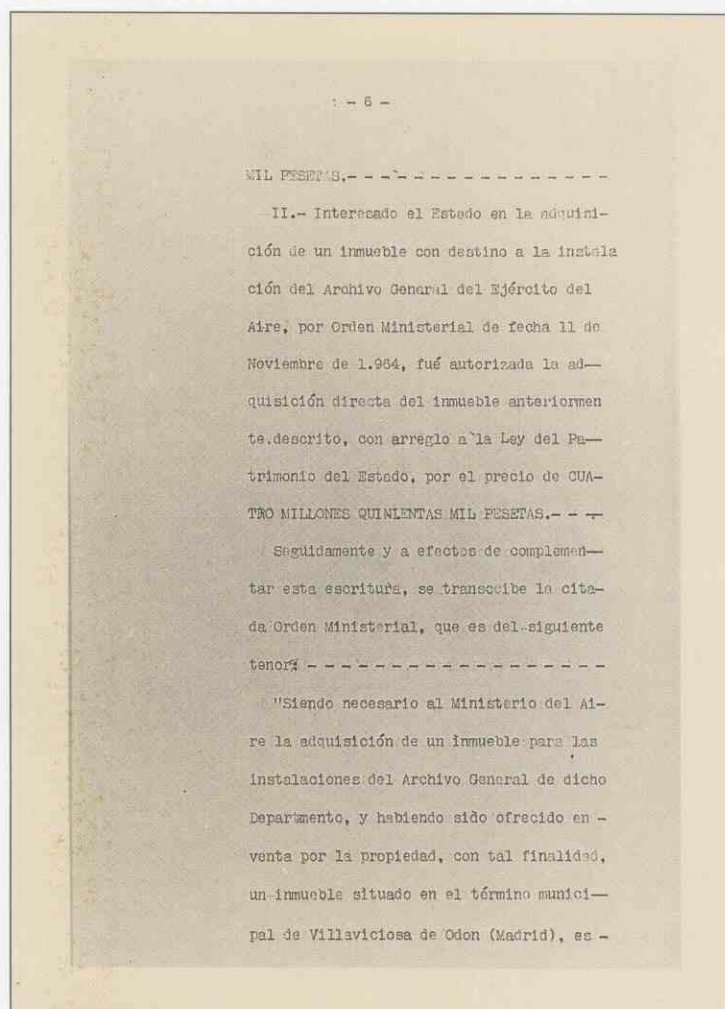 : - 6 -
MIL PESETAS.- - - - - - - - - - - - - - - -
II.- Interesado el Estado en la adquisi-
ción de un inmueble con destino a la instala
ción del Archivo General del Ejército del
Aire, por Orden Ministerial de fecha 11 de
Noviembre de 1.964, fué autorizada la ad--
quisición directa del inmueble anteriormen
te.descrito, con arreglo a la Ley del Pa--
trimonio del Estado, por el precio de CUA-
TRO MILLONES QUINIENTAS MIL PESETAS.- - - -
Seguidamente y a efectos de complemen--
tar esta escritura, se transccibe la cita-
da Orden Ministerial, que es del siguiente
tenor: - - - - - - - - - - - - - - - - - -
"Siendo necesario al Ministerio del Ai-
re la adquisición de un Inmueble para las
instalaciones del Archivo General de dicho
Departmento, y habiendo sido ofrecido en -
venta por la propiedad, con tal finalidad,
un inmueble situado en el término munici--
pal de Villaviciosa de Odon (Madrid), es -